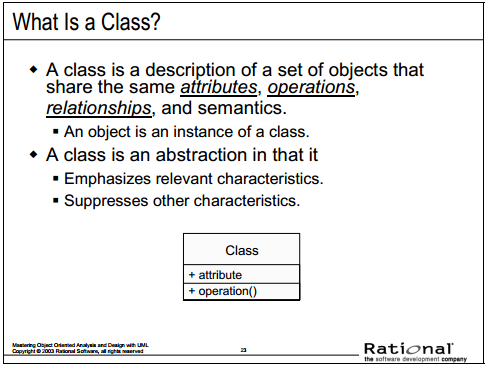 What Is a Class?
◆ A class is a description of a set of objects that
share the same attributes, operations,
relationships, and semantics.
▪ An object is an instance of a class.
◆ A class is an abstraction in that it
▪ Emphasizes relevant characteristics.
▪ Suppresses other characteristics.
Class
+ attribute
+ operation()
Mastering Object Oriented Analysis and Design with UML
Copyright © 2003 Rational Software, all rights reserved
23
Rational
the software development company